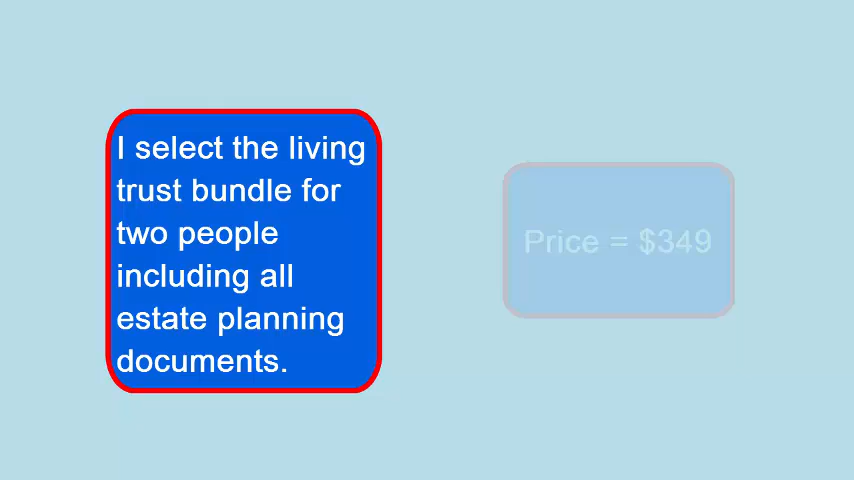 I select the living
trust bundle for
two people
including all
estate planning
documents.
Price = $349